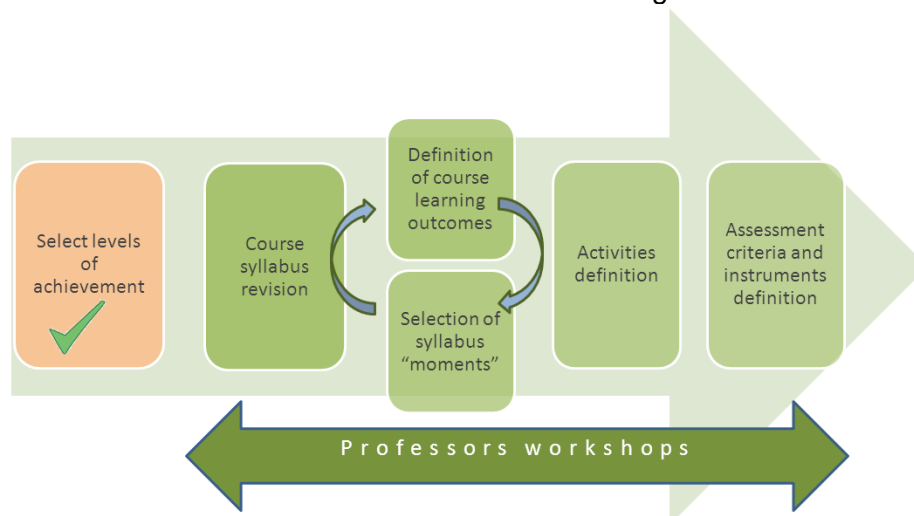 Select levels
of
achievement
Course
syllabus
revision
Definition
of course
learning
outcomes
Selection of
syllabus
“moments”
Activities
definition
Assessment
criteria and
instruments
definition
Professors workshops